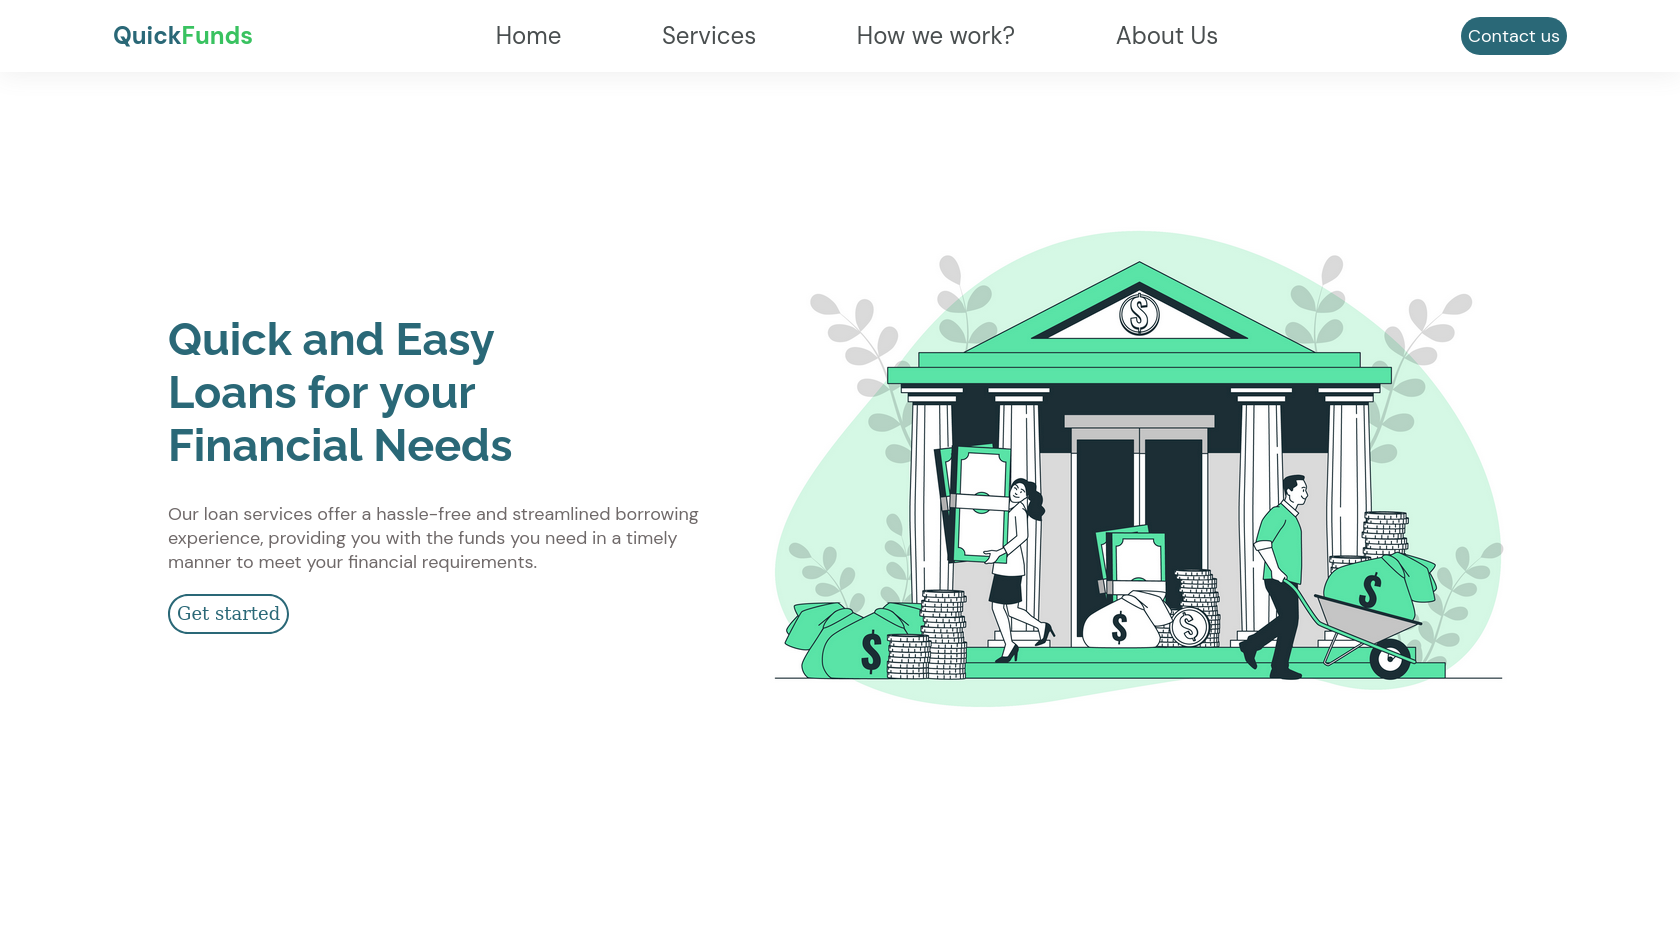 QuickFunds
Home
Services
How we work?
About Us
Contact us
Quick and Easy
Loans for your
Financial Needs
Our loan services offer a hassle-free and streamlined borrowing
experience, providing you with the funds you need in a timely
manner to meet your financial requirements.
Get started
$
$
$
$
$